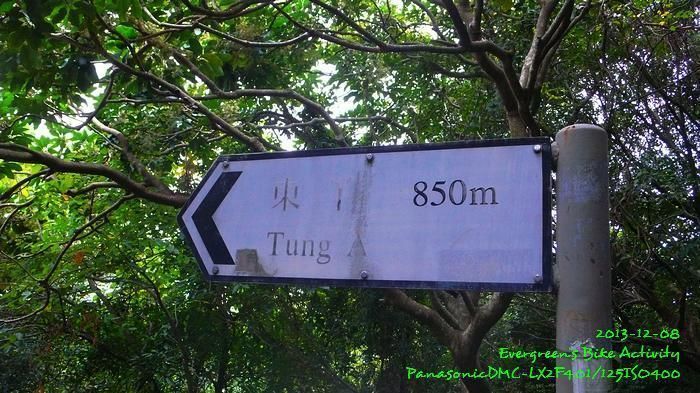 東
850m
Tung A
2013-12-08
Evergreens Bike Activity
PanasonicDMC-LX2F4.01/125ISO400